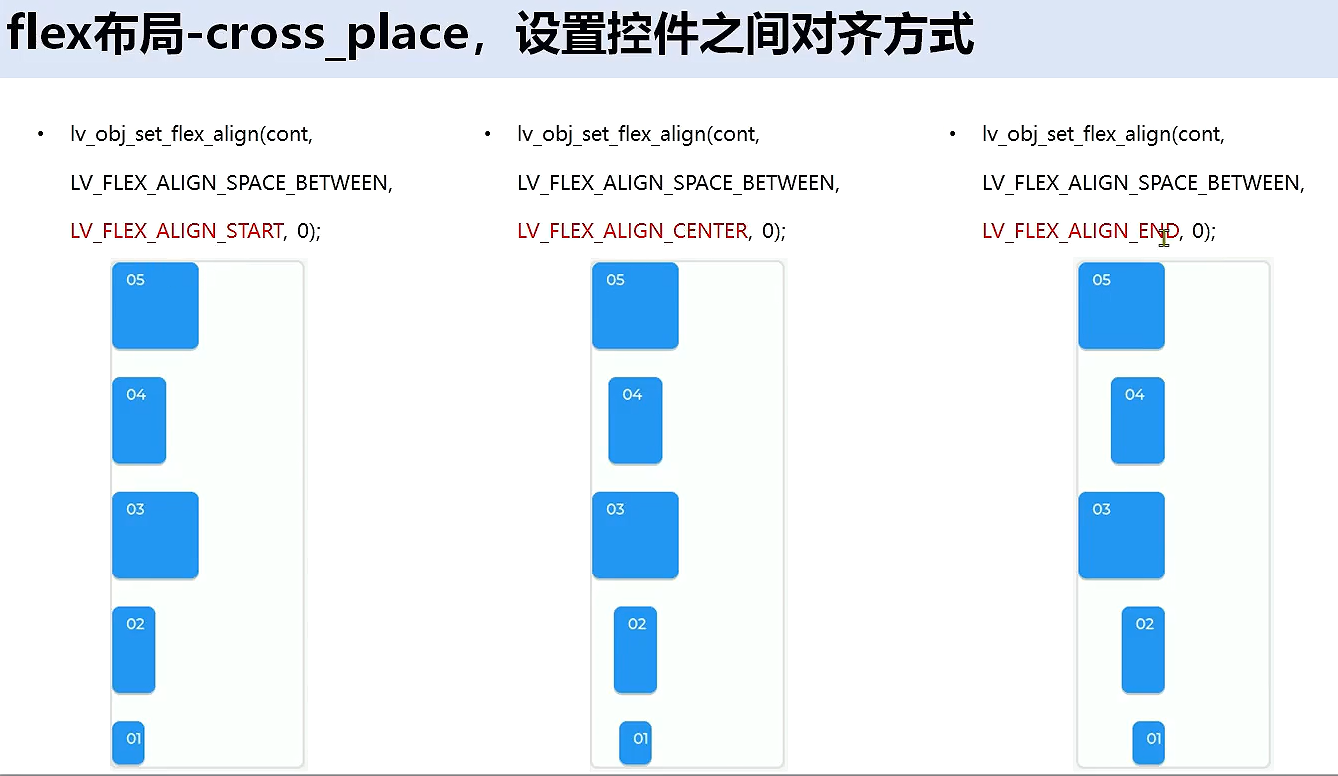 flex布局-cross_place，设置控件之间对齐方式
• lv_obj_set_flex_align(cont,
LV_FLEX_ALIGN_SPACE_BETWEEN,
LV_FLEX_ALIGN_START, 0);
05
04
03
02
01
• lv_obj_set_flex_align(cont,
LV_FLEX_ALIGN_SPACE_BETWEEN,
LV_FLEX_ALIGN_CENTER, 0);
05
04
03
02
01
• lv_obj_set_flex_align(cont,
LV_FLEX_ALIGN_SPACE_BETWEEN,
LV_FLEX_ALIGN_END, 0);
05
04
03
02
01